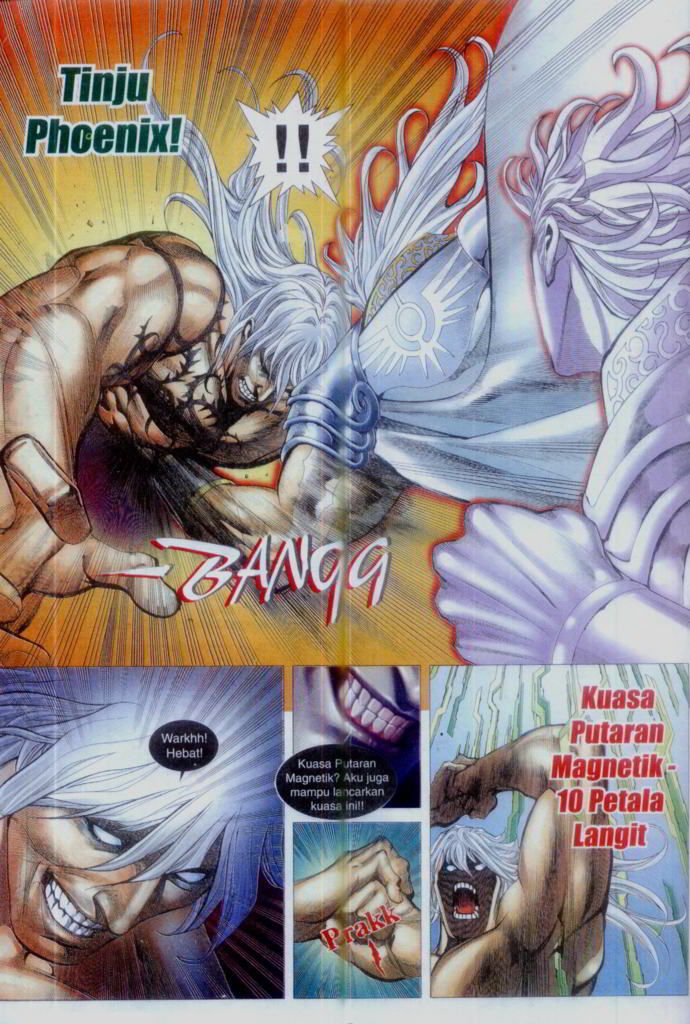 Tinju
Phoenix!
!!
BANGG
Warkhh!
Hebat!
Kuasa Putaran
Magnetik? Aku juga
mampu lancarkan
kuasa ini!!
Prakk
Kuasa
Putaran
Magnetik -
10 Petala
Langit